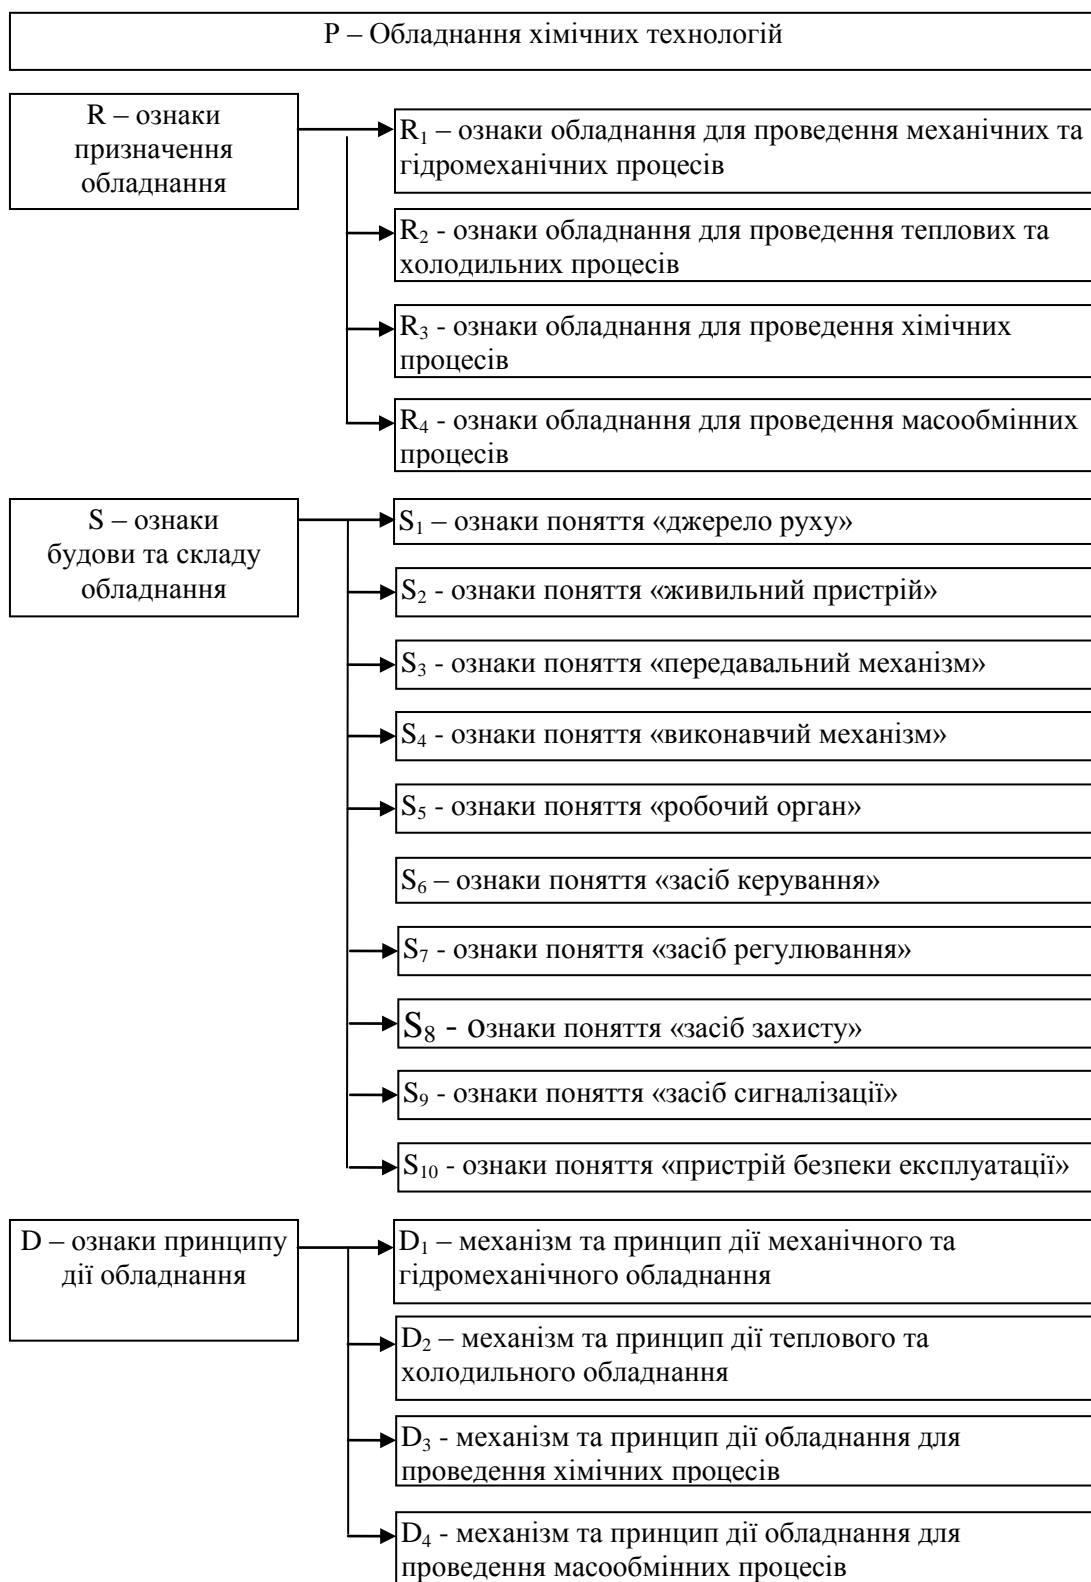 P – Обладнання хімічних технологій
R – ознаки
призначення
обладнання
R₁ – ознаки обладнання для проведення механічних та
гідромеханічних процесів
R₂ - ознаки обладнання для проведення теплових та
холодильних процесів
R₃ - ознаки обладнання для проведення хімічних
процесів
R₄ - ознаки обладнання для проведення масообмінних
процесів
S – ознаки
будови та складу
обладнання
S₁ – ознаки поняття «джерело руху»
S₂ - ознаки поняття «живильний пристрій»
S₃ - ознаки поняття «передавальний механізм»
S₄ - ознаки поняття «виконавчий механізм»
S₅ - ознаки поняття «робочий орган»
S₆ – ознаки поняття «засіб керування»
S₇ - ознаки поняття «засіб регулювання»
S₈ - ознаки поняття «засіб захисту»
S₉ - ознаки поняття «засіб сигналізації»
S₁₀ - ознаки поняття «пристрій безпеки експлуатації»
D – ознаки принципу
дії обладнання
D₁ – механізм та принцип дії механічного та
гідромеханічного обладнання
D₂ – механізм та принцип дії теплового та
холодильного обладнання
D₃ - механізм та принцип дії обладнання для
проведення хімічних процесів
D₄ - механізм та принцип дії обладнання для
проведення масообмінних процесів